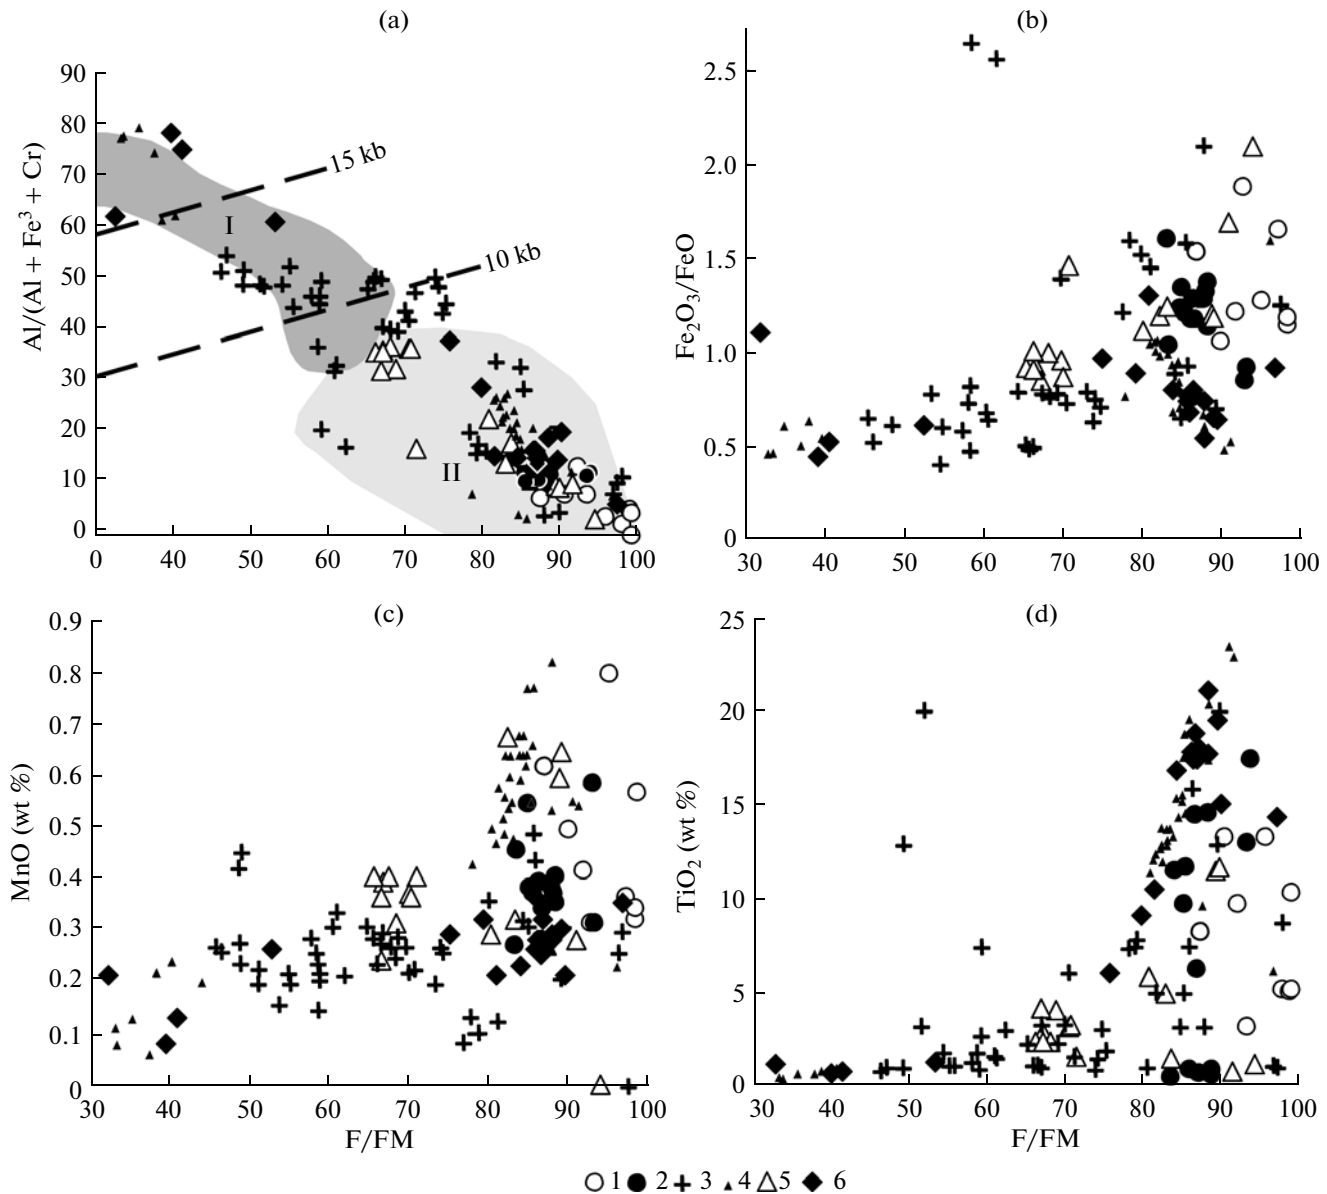 (a)
90
80
70
60
50
40
30
20
10
0
Al/(Al + Fe³ + Cr)
15 kb
10 kb
I
II
0 40 50 60 70 80 90 100
(b)
2.5
2.0
1.5
1.0
0.5
0
Fe₂O₃/FeO
30 40 50 60 70 80 90 100
(c)
0.9
0.8
0.7
0.6
0.5
0.4
0.3
0.2
0.1
0
MnO (wt %)
30 40 50 60 70 80 90 100
F/FM
(d)
25
20
15
10
5
0
TiO₂ (wt %)
30 40 50 60 70 80 90 100
F/FM
1 2 3 4 5 6